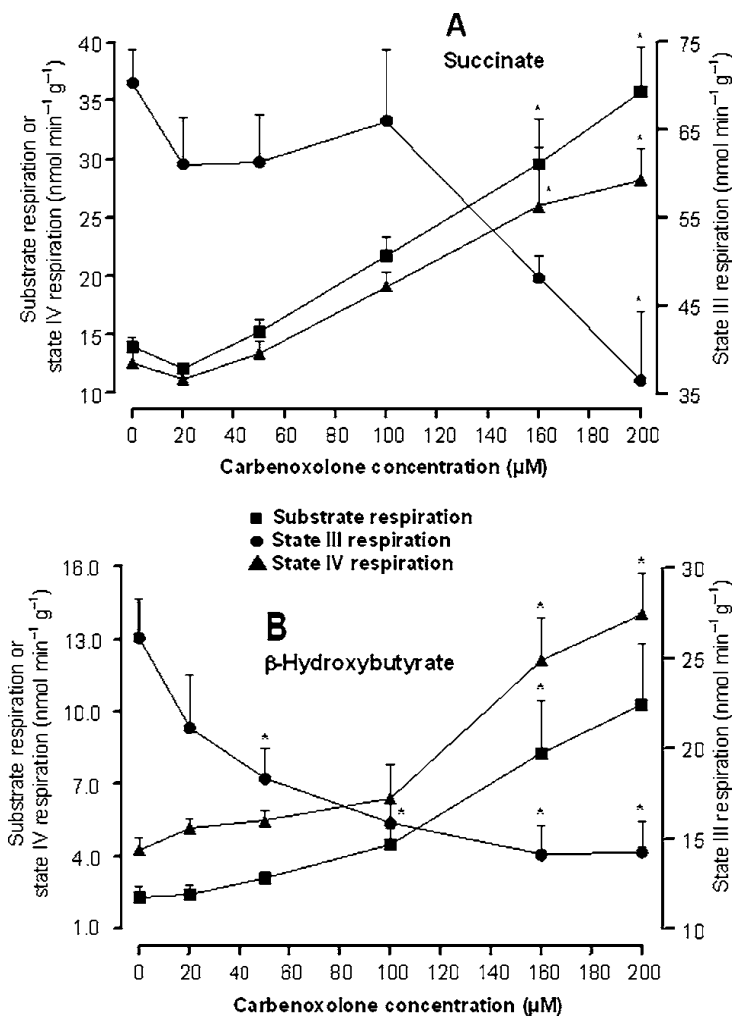 A
Succinate
40
35
30
25
20
15
10
75
65
55
45
35
Substrate respiration or
state IV respiration (nmol min⁻¹ g⁻¹)
State III respiration (nmol min⁻¹ g⁻¹)
* * * * *
0 20 40 60 80 100 120 140 160 180 200
Carbenoxolone concentration (µM)
Substrate respiration
State III respiration
State IV respiration
B
β-Hydroxybutyrate
16.0
13.0
10.0
7.0
4.0
1.0
30
25
20
15
10
Substrate respiration or
state IV respiration (nmol min⁻¹ g⁻¹)
State III respiration (nmol min⁻¹ g⁻¹)
* * * * * * *
0 20 40 60 80 100 120 140 160 180 200
Carbenoxolone concentration (µM)